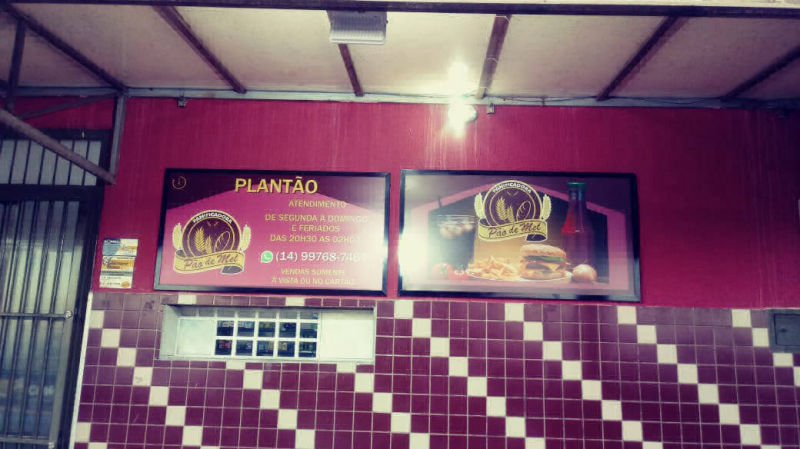 PLANTÃO
ATENDIMENTO
DE SEGUNDA A DOMINGO
E FERIADOS
DAS 20H30 AS 02H00
(14) 99768-746
VENDAS SOMENTE
À VISTA OU NO CARTÃO
PANIFICADORA
Pão de Mel
PANIFICADORA
Pão de Mel